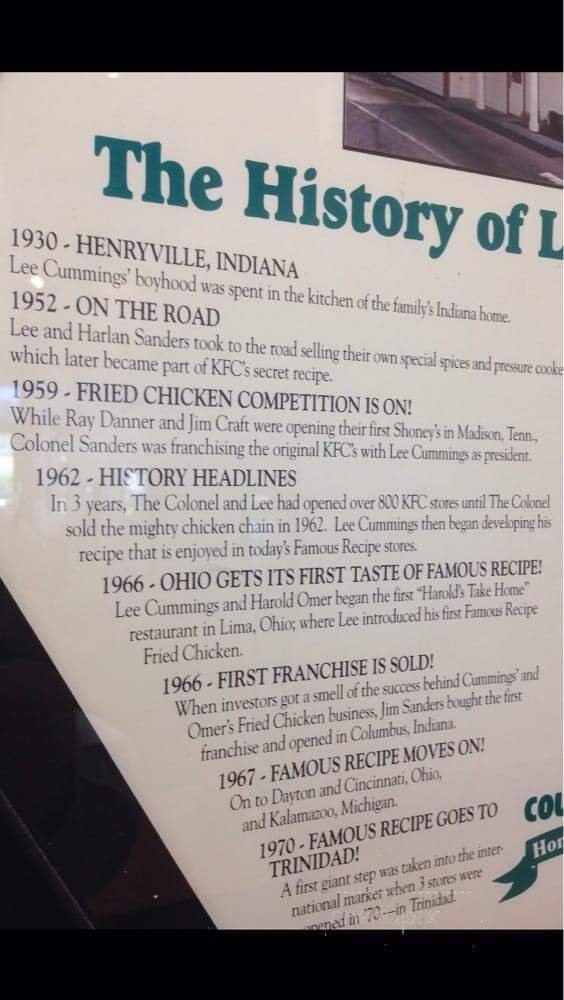 The History of L
1930 - HENRYVILLE, INDIANA
Lee Cummings' boyhood was spent in the kitchen of the family's Indiana home.
1952 - ON THE ROAD
Lee and Harlan Sanders took to the road selling their own special spices and pressure cooke
which later became part of KFC's secret recipe.
1959 - FRIED CHICKEN COMPETITION IS ON!
While Ray Danner and Jim Craft were opening their first Shoney's in Madison, Tenn.,
Colonel Sanders was franchising the original KFC's with Lee Cummings as president.
1962 - HISTORY HEADLINES
In 3 years, The Colonel and Lee had opened over 800 KFC stores until The Colonel
sold the mighty chicken chain in 1962. Lee Cummings then began developing his
recipe that is enjoyed in today's Famous Recipe stores.
1966 - OHIO GETS ITS FIRST TASTE OF FAMOUS RECIPE!
Lee Cummings and Harold Omer began the first "Harold's Take Home"
restaurant in Lima, Ohio; where Lee introduced his first Famous Recipe
Fried Chicken.
1966 - FIRST FRANCHISE IS SOLD!
When investors got a smell of the success behind Cummings' and
Omer's Fried Chicken business, Jim Sanders bought the first
franchise and opened in Columbus, Indiana.
1967 - FAMOUS RECIPE MOVES ON!
On to Dayton and Cincinnati, Ohio,
and Kalamazoo, Michigan.
1970 - FAMOUS RECIPE GOES TO
TRINIDAD!
A first giant step was taken into the inter-
national market when 3 stores were
opened in '70---in Trinidad.
COU
Hor